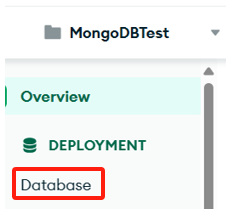 MongoDBTest
Overview
DEPLOYMENT
Database